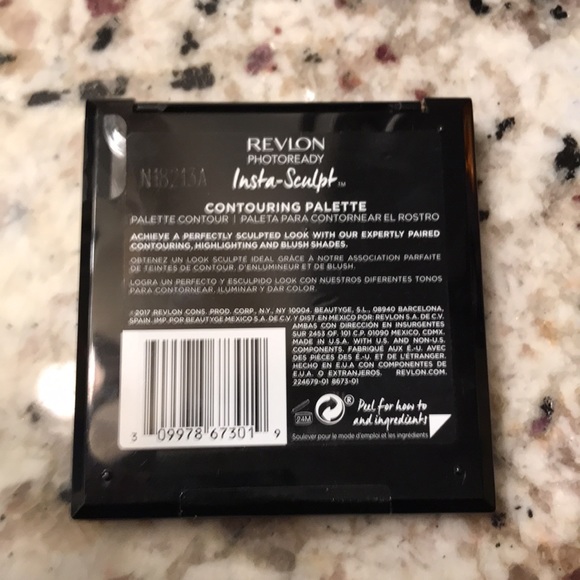 REVLON
PHOTOREADY
Insta-Sculpt™
N18213A
CONTOURING PALETTE
PALETTE CONTOUR | PALETA PARA CONTORNEAR EL ROSTRO
ACHIEVE A PERFECTLY SCULPTED LOOK WITH OUR EXPERTLY PAIRED
CONTOURING, HIGHLIGHTING AND BLUSH SHADES.
OBTENEZ UN LOOK SCULPTÉ IDÉAL GRÂCE À NOTRE ASSOCIATION PARFAITE
DE TEINTES DE CONTOUR, D'ENLUMINEUR ET DE BLUSH.
LOGRA UN PERFECTO Y ESCULPIDO LOOK CON NUESTROS DIFERENTES TONOS
PARA CONTORNEAR, ILUMINAR Y DAR COLOR.
©2017 REVLON CONS. PROD. CORP., N.Y., NY 10004. BEAUTYGE, S.L., 08940 BARCELONA,
SPAIN. IMP. POR BEAUTYGE MEXICO S.A. DE C.V. Y DIST. EN MEXICO POR: REVLON S.A. DE C.V.
AMBAS CON DIRECCIÓN EN INSURGENTES
SUR 2453 OF. 101 C.P. 01090 MEXICO, CDMX.
MADE IN U.S.A. WITH U.S. AND NON-U.S.
COMPONENTS. FABRIQUÉ AUX É.-U. AVEC
DES PIÈCES DES É.-U. ET DE L'ÉTRANGER.
HECHO EN E.U.A CON COMPONENTES DE
E.U.A. O EXTRANJEROS. REVLON.COM.
224679-01 8673-01
24M
®
Peel for how to
and ingredients
Soulever pour le mode d'emploi et les ingrédients
3 09978 67301 9